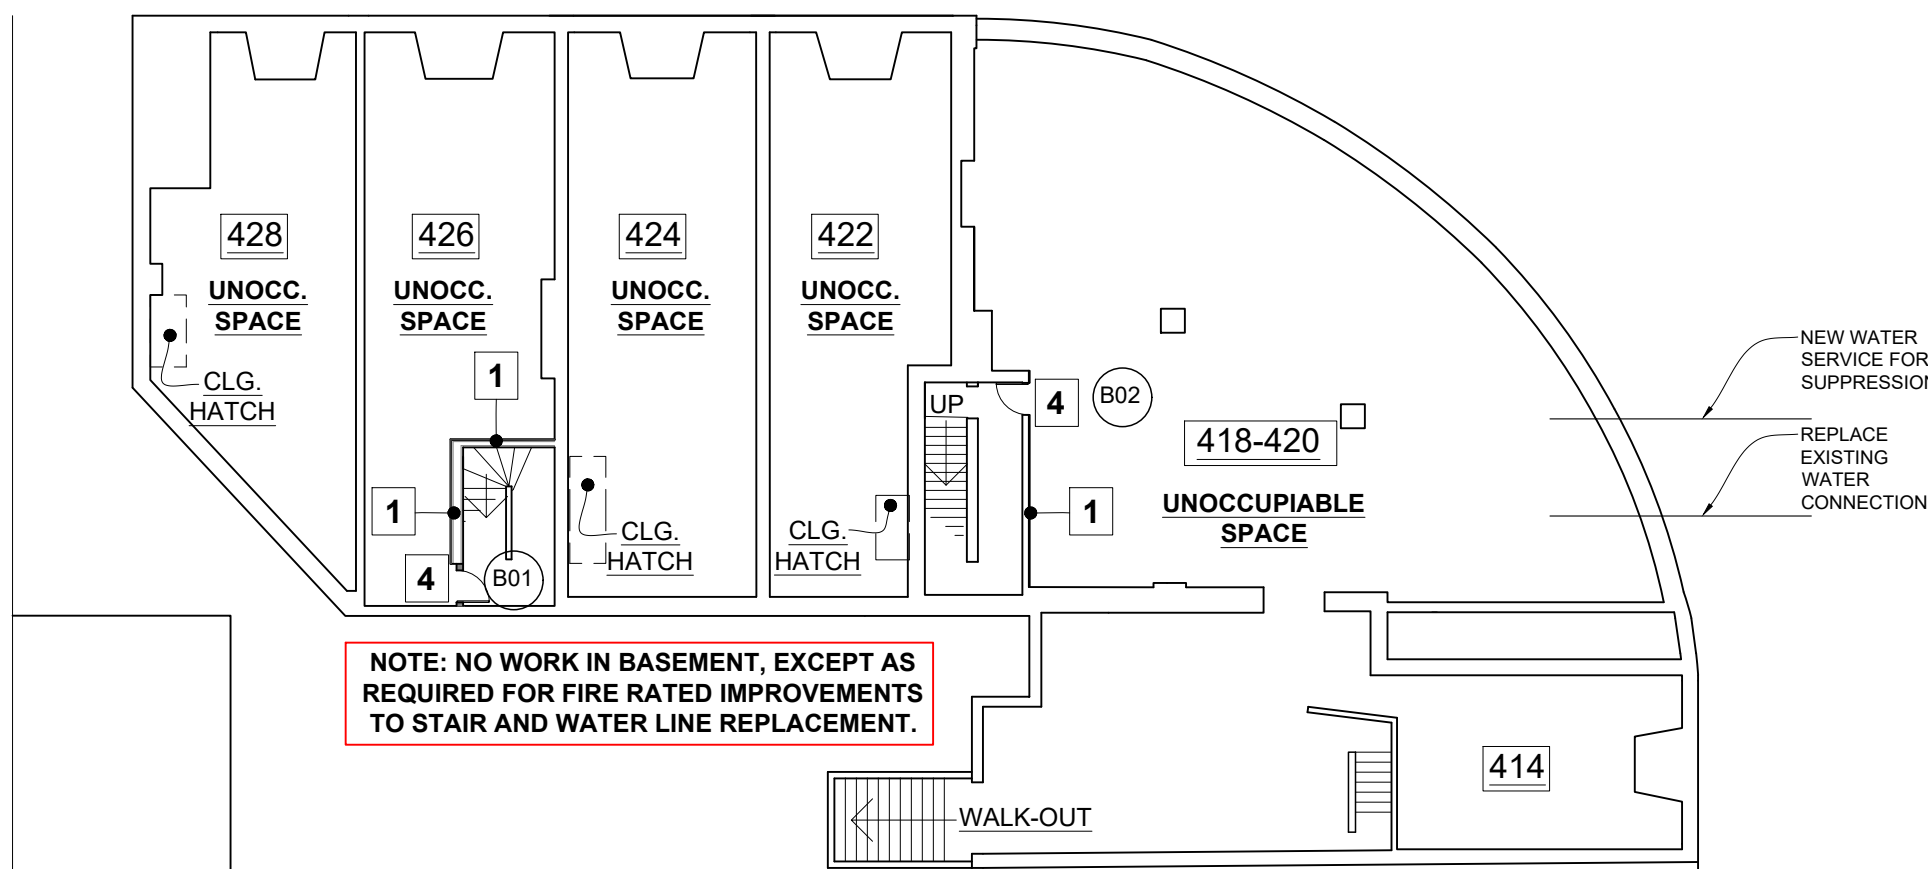 428
UNOCC.
SPACE
CLG.
HATCH
426
UNOCC.
SPACE
1
1
4
B01
424
UNOCC.
SPACE
CLG.
HATCH
422
UNOCC.
SPACE
CLG.
HATCH
UP
4
B02
1
418-420
UNOCCUPIABLE
SPACE
NEW WATER
SERVICE FOR
SUPPRESSION
REPLACE
EXISTING
WATER
CONNECTION
NOTE: NO WORK IN BASEMENT, EXCEPT AS
REQUIRED FOR FIRE RATED IMPROVEMENTS
TO STAIR AND WATER LINE REPLACEMENT.
WALK-OUT
414